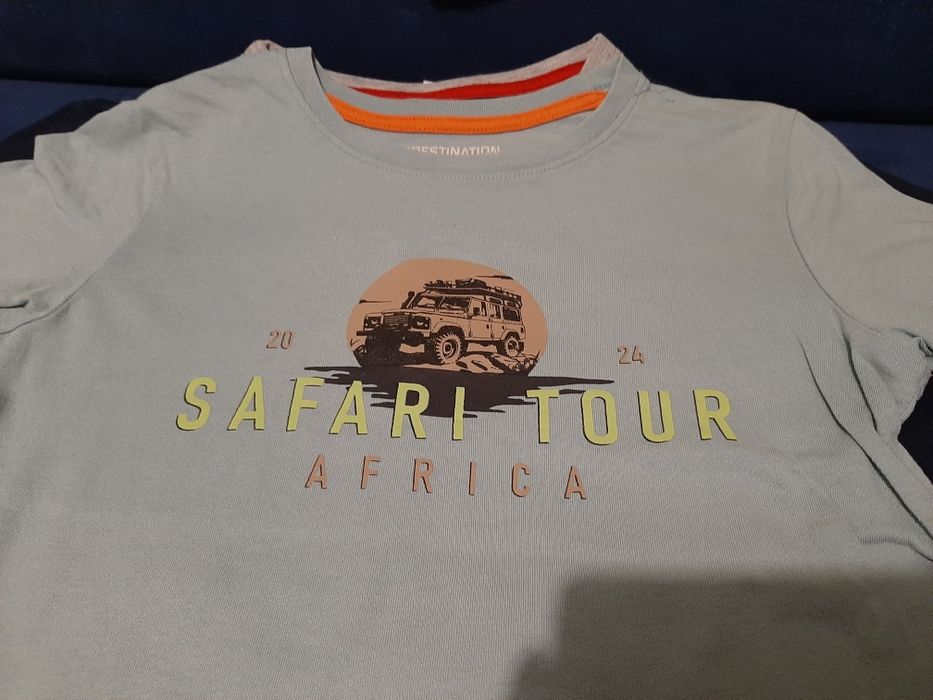 DESTINATION
20 24
SAFARI TOUR
AFRICA